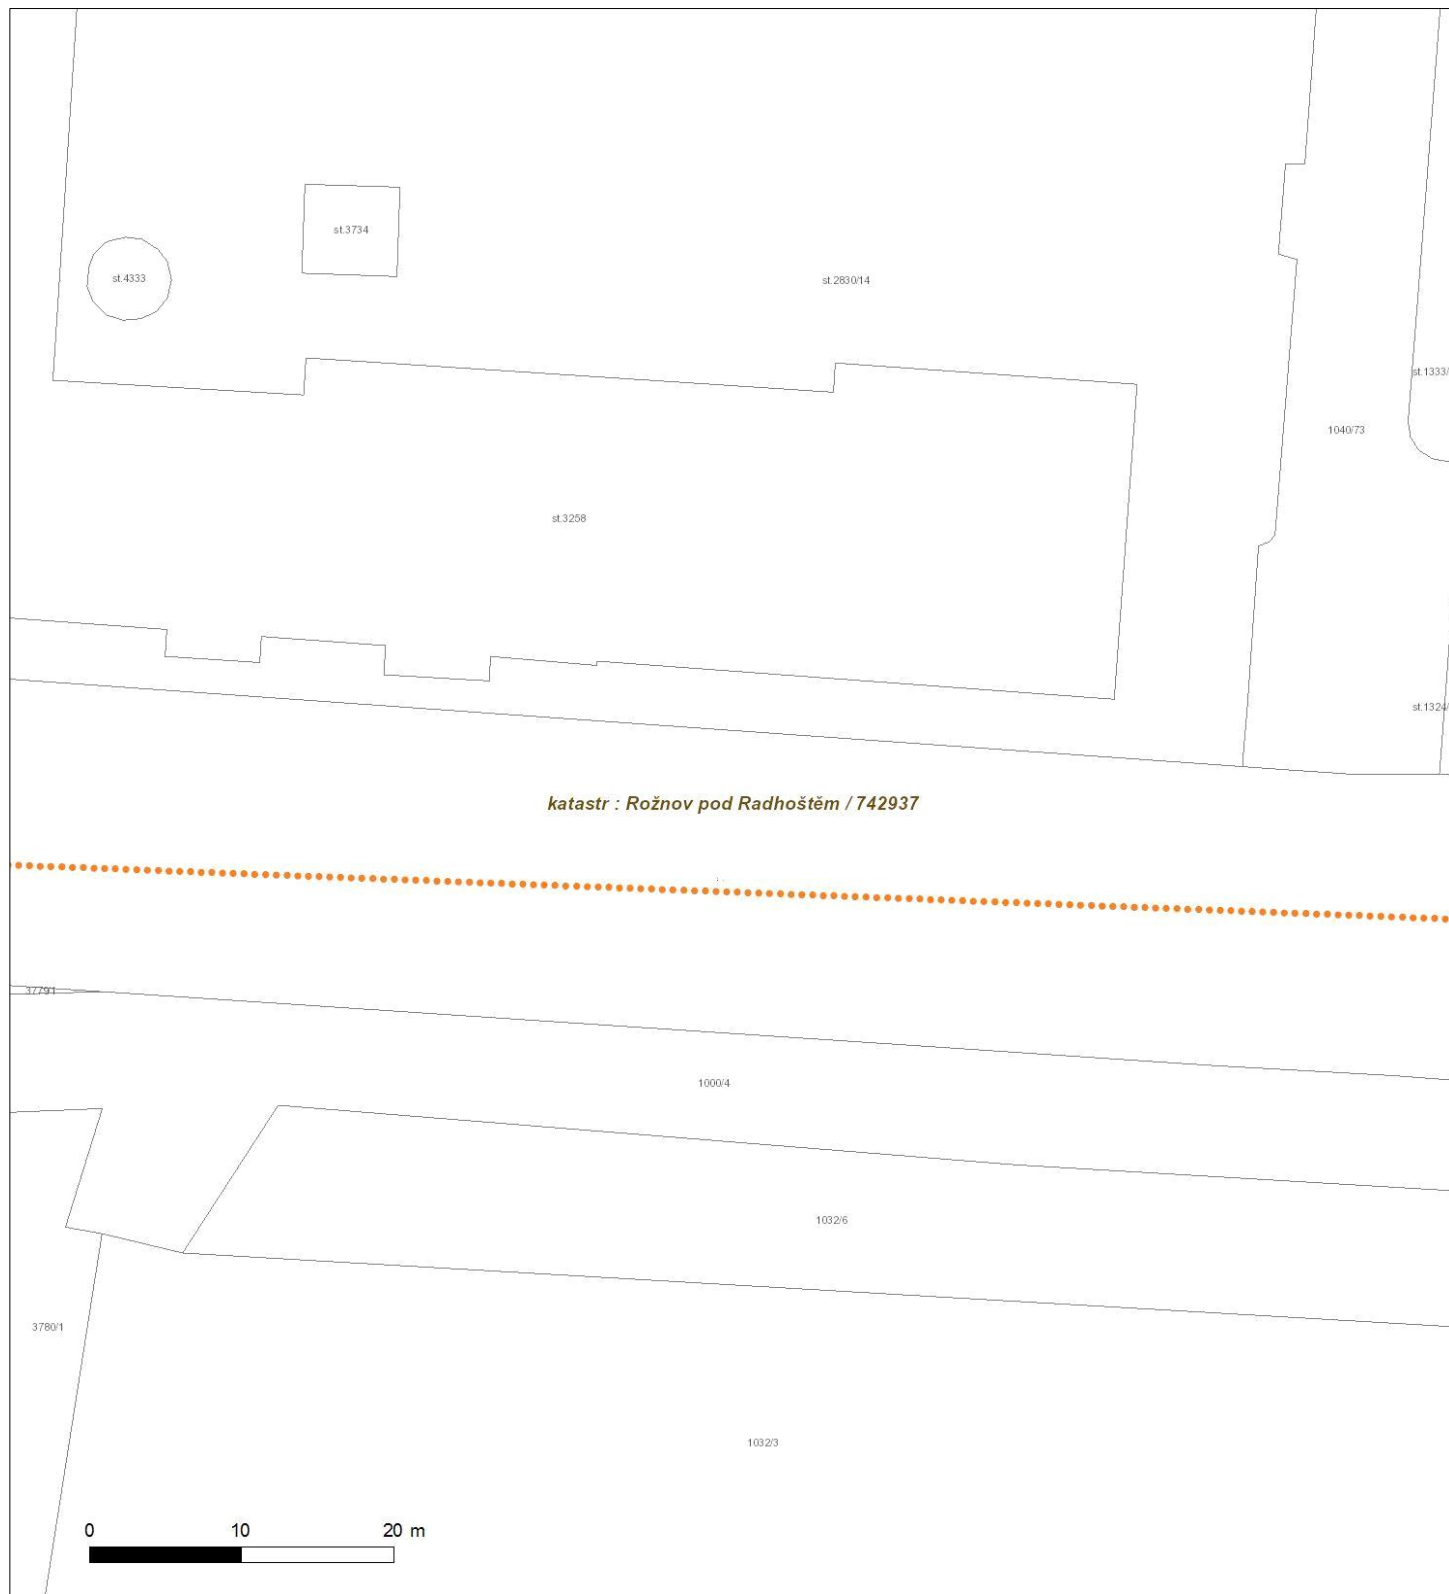 st.3734
st.4333
st.2830/14
st.1333/
1040/73
st.3258
st.1324/
katastr : Rožnov pod Radhoštěm / 742937
3779/1
1000/4
1032/6
3780/1
1032/3
0 10 20 m